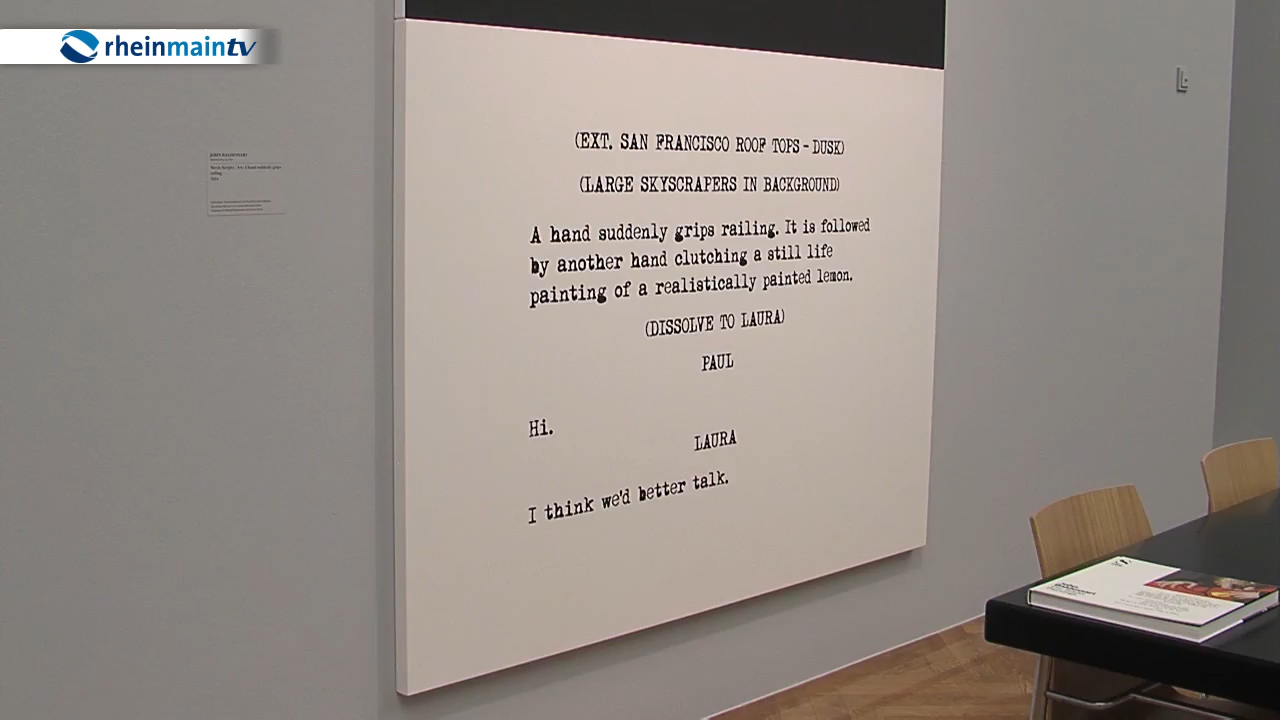 rheinmaintv
JOHN BALDESSARI
(EXT. SAN FRANCISCO ROOF TOPS - DUSK)
(LARGE SKYSCRAPERS IN BACKGROUND)
A hand suddenly grips railing. It is followed
by another hand clutching a still life
painting of a realistically painted lemon.
(DISSOLVE TO LAURA)
PAUL
Hi.
LAURA
I think we'd better talk.